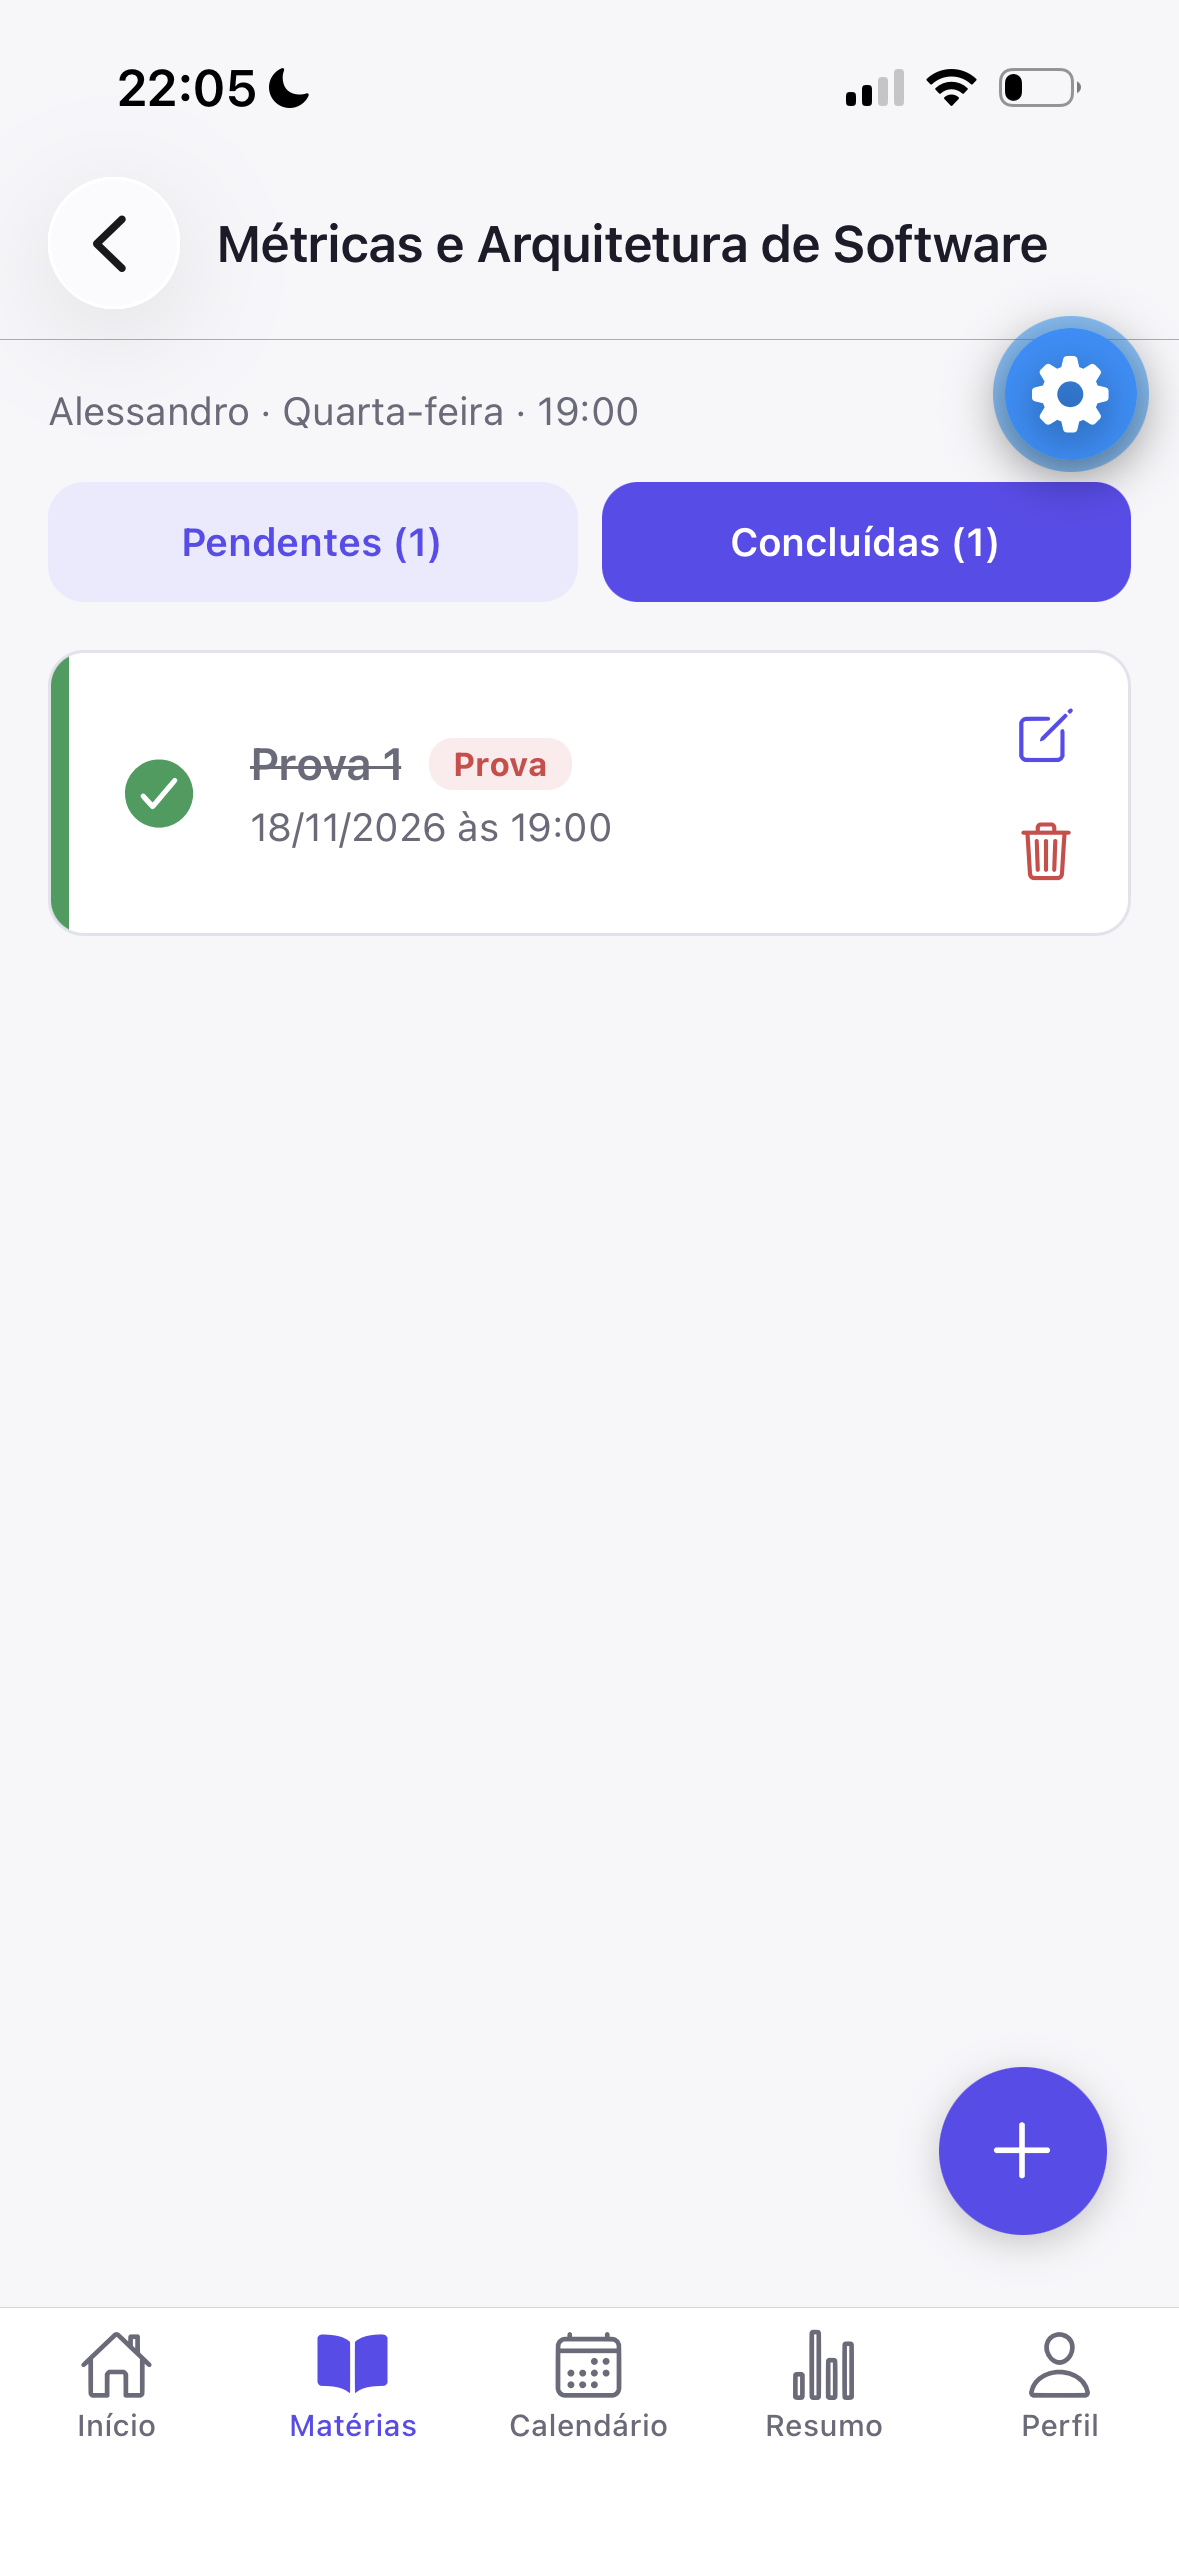 22:05
Métricas e Arquitetura de Software
Alessandro · Quarta-feira · 19:00
Pendentes (1)
Concluídas (1)
Prova 1
Prova
18/11/2026 às 19:00
Início
Matérias
Calendário
Resumo
Perfil